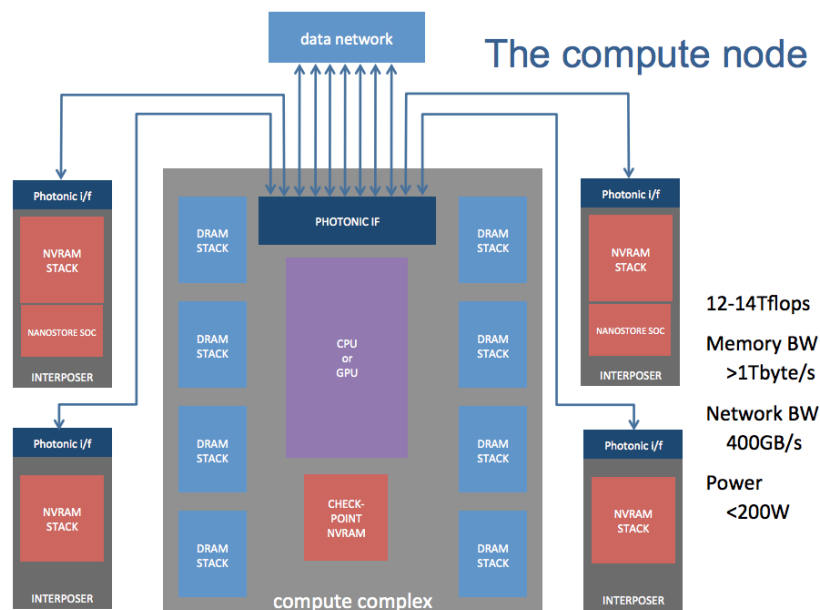 data network
The compute node
Photonic i/f
NVRAM
STACK
NANOSTORE SOC
INTERPOSER
Photonic i/f
NVRAM
STACK
INTERPOSER
DRAM
STACK
DRAM
STACK
DRAM
STACK
DRAM
STACK
PHOTONIC IF
CPU
or
GPU
CHECK-
POINT
NVRAM
compute complex
DRAM
STACK
DRAM
STACK
DRAM
STACK
DRAM
STACK
Photonic i/f
NVRAM
STACK
NANOSTORE SOC
INTERPOSER
Photonic i/f
NVRAM
STACK
INTERPOSER
12-14Tflops
Memory BW
>1Tbyte/s
Network BW
400GB/s
Power
<200W